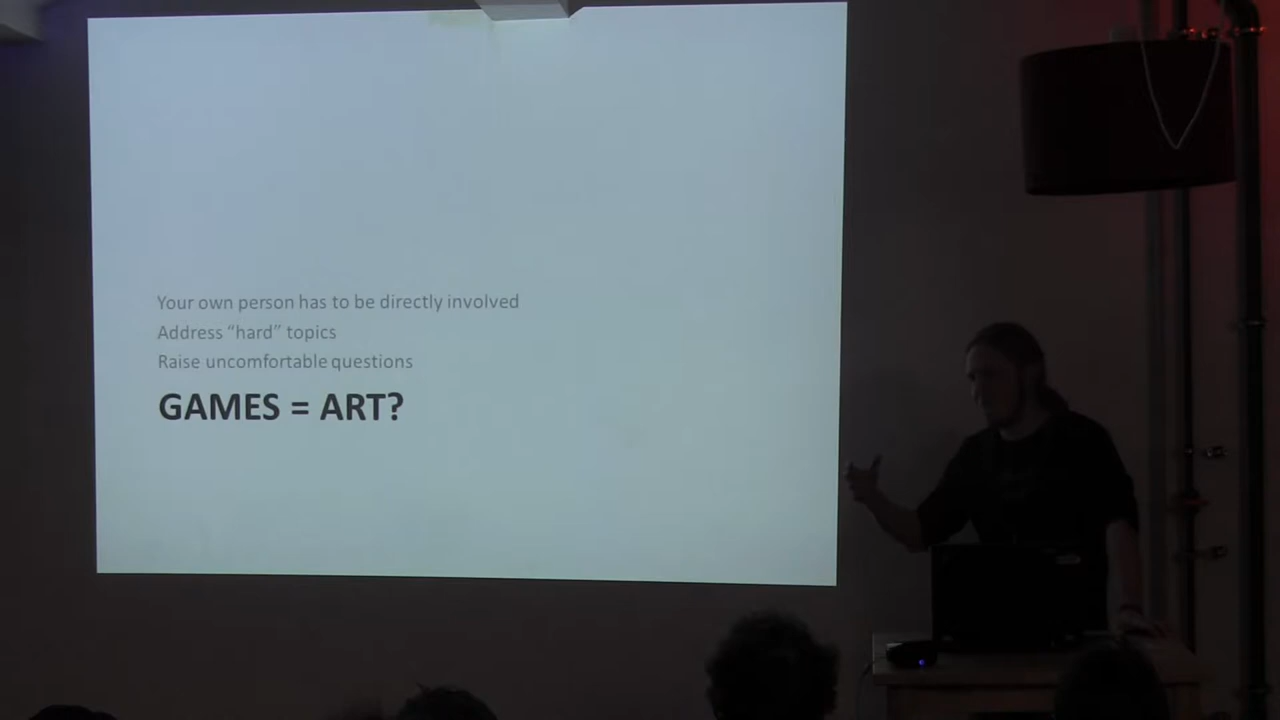 Your own person has to be directly involved
Address “hard” topics
Raise uncomfortable questions
GAMES = ART?